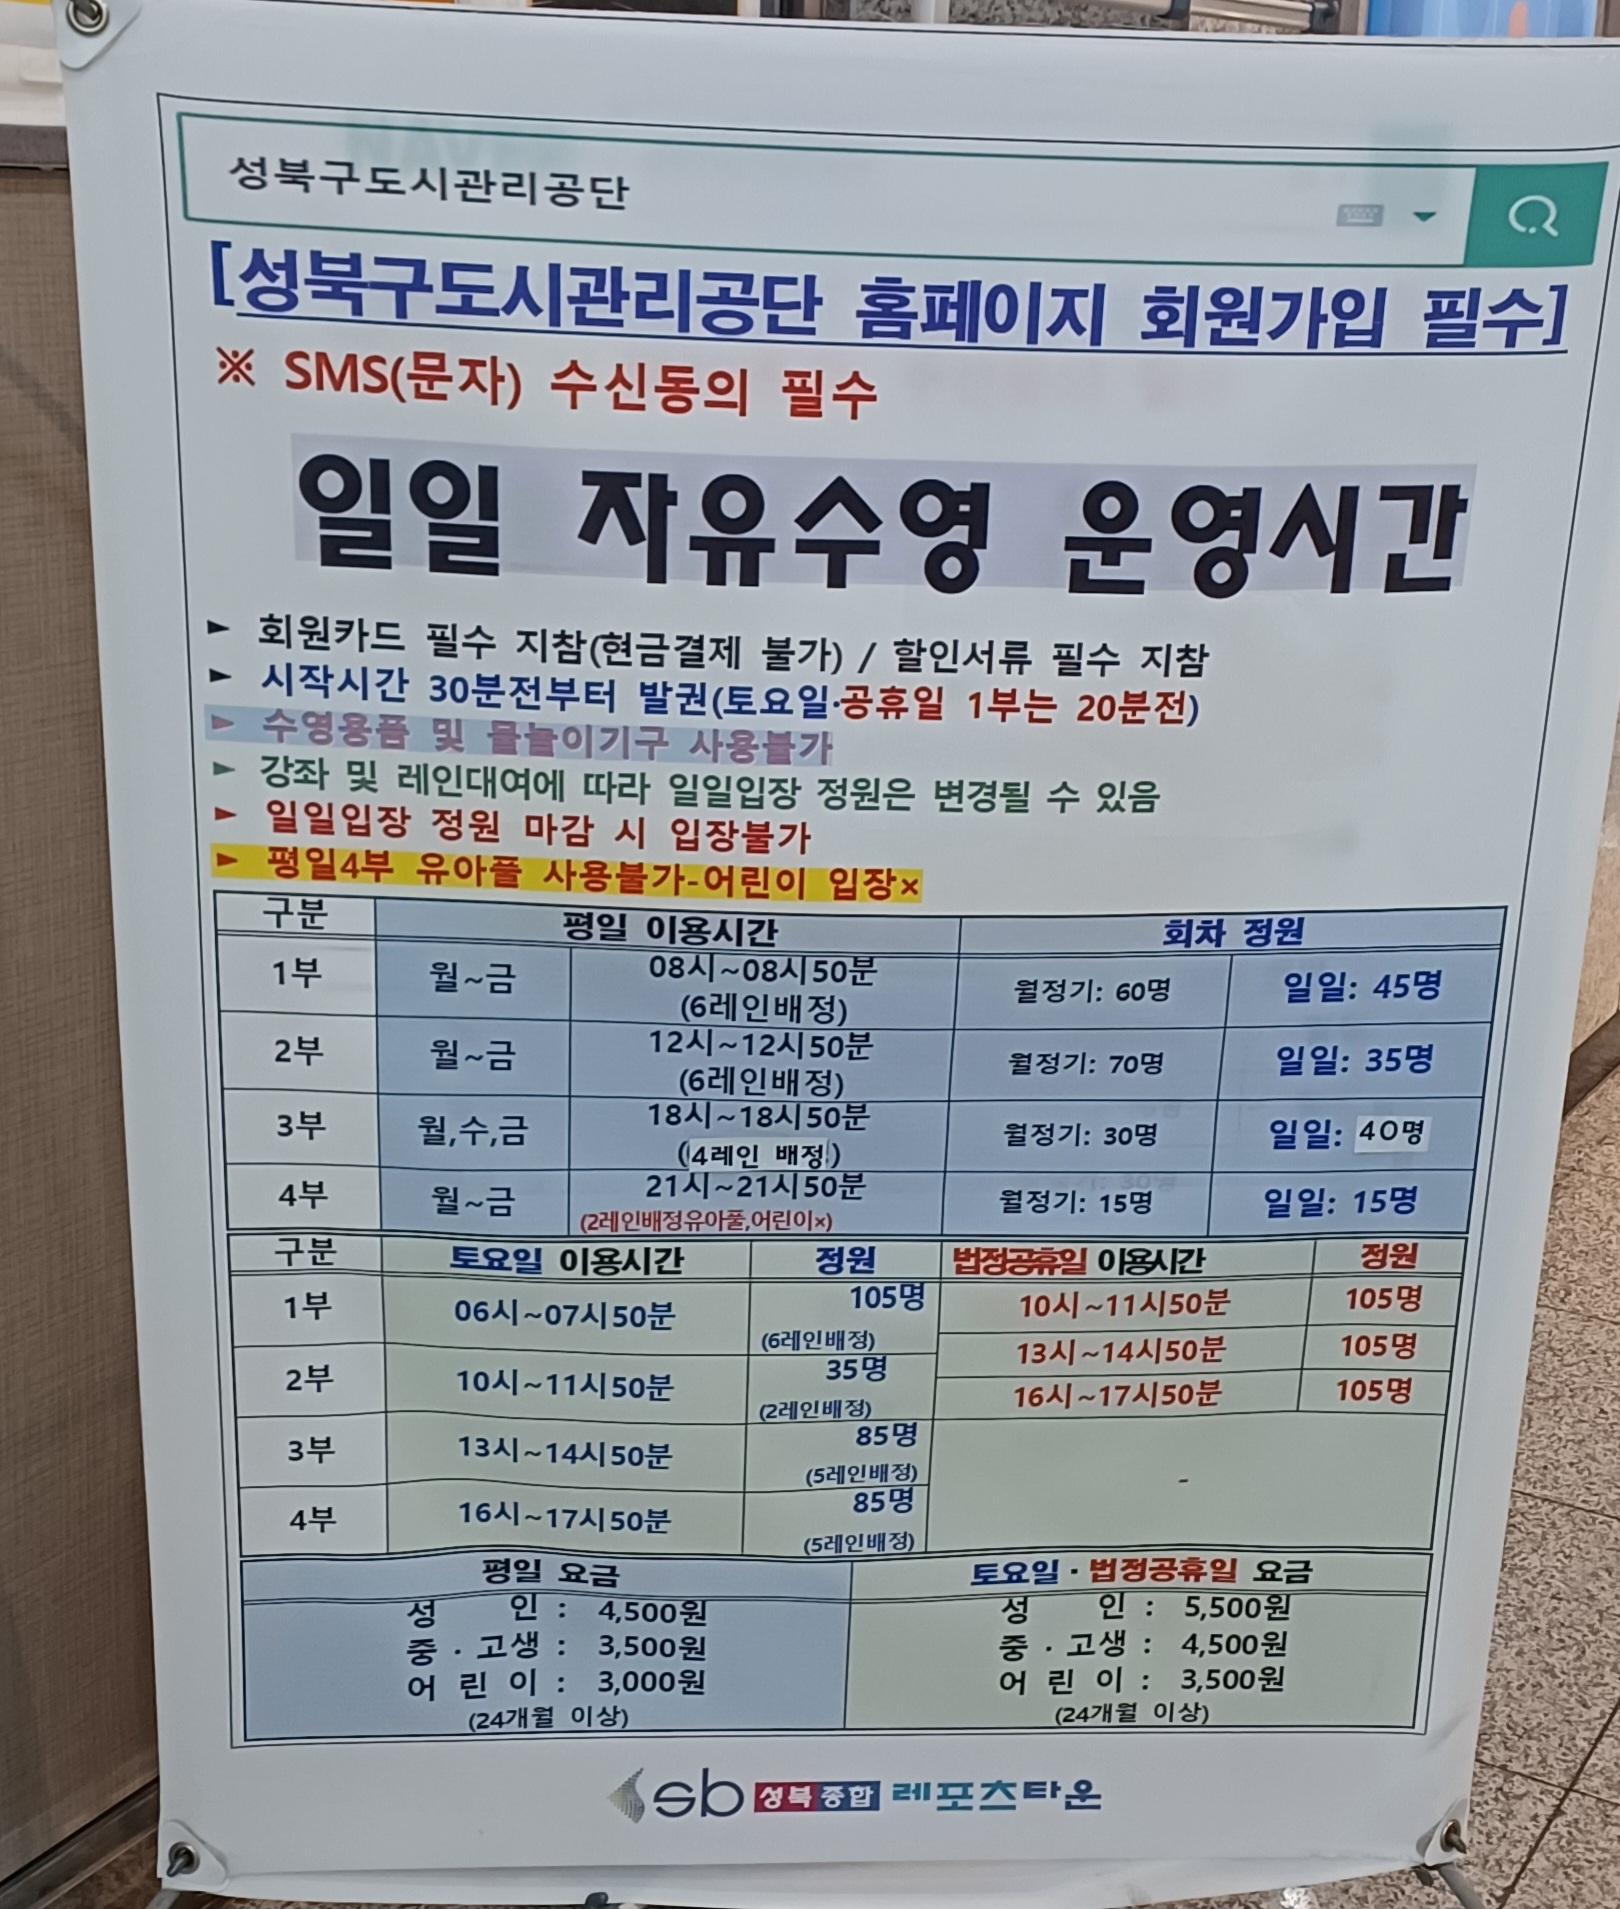 성북구도시관리공단
[성북구도시관리공단 홈페이지 회원가입 필수]
※ SMS(문자) 수신동의 필수
일일 자유수영 운영시간
► 회원카드 필수 지참(현금결제 불가) / 할인서류 필수 지참
► 시작시간 30분전부터 발권(토요일·공휴일 1부는 20분전)
► 수영용품 및 물놀이기구 사용불가
► 강좌 및 레인대여에 따라 일일입장 정원은 변경될 수 있음
► 일일입장 정원 마감 시 입장불가
► 평일4부 유아풀 사용불가-어린이 입장×
구분 평일 이용시간 회차 정원
1부 월~금 08시~08시50분 (6레인배정) 월정기: 60명 일일: 45명
2부 월~금 12시~12시50분 (6레인배정) 월정기: 70명 일일: 35명
3부 월,수,금 18시~18시50분 (4레인 배정) 월정기: 30명 일일: 40명
4부 월~금 21시~21시50분 (2레인배정유아풀,어린이×) 월정기: 15명 일일: 15명
구분 토요일 이용시간 정원 법정공휴일 이용시간 정원
1부 06시~07시50분 105명 (6레인배정) 10시~11시50분 105명
13시~14시50분 105명
2부 10시~11시50분 35명 (2레인배정) 16시~17시50분 105명
3부 13시~14시50분 85명 (5레인배정) -
4부 16시~17시50분 85명 (5레인배정)
평일 요금 토요일·법정공휴일 요금
성 인 : 4,500원 성 인 : 5,500원
중 · 고생 : 3,500원 중 · 고생 : 4,500원
어 린 이 : 3,000원 어 린 이 : 3,500원
(24개월 이상) (24개월 이상)
sb 성북종합 레포츠타운